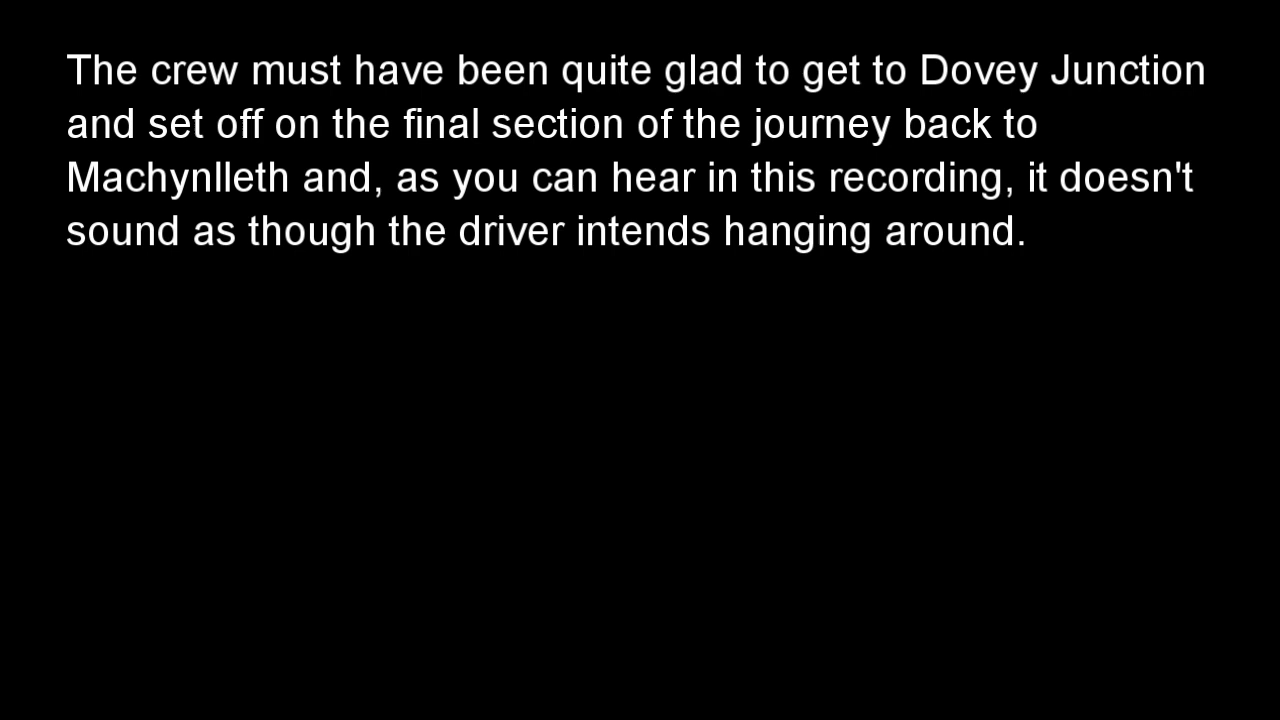 The crew must have been quite glad to get to Dovey Junction
and set off on the final section of the journey back to
Machynlleth and, as you can hear in this recording, it doesn't
sound as though the driver intends hanging around.